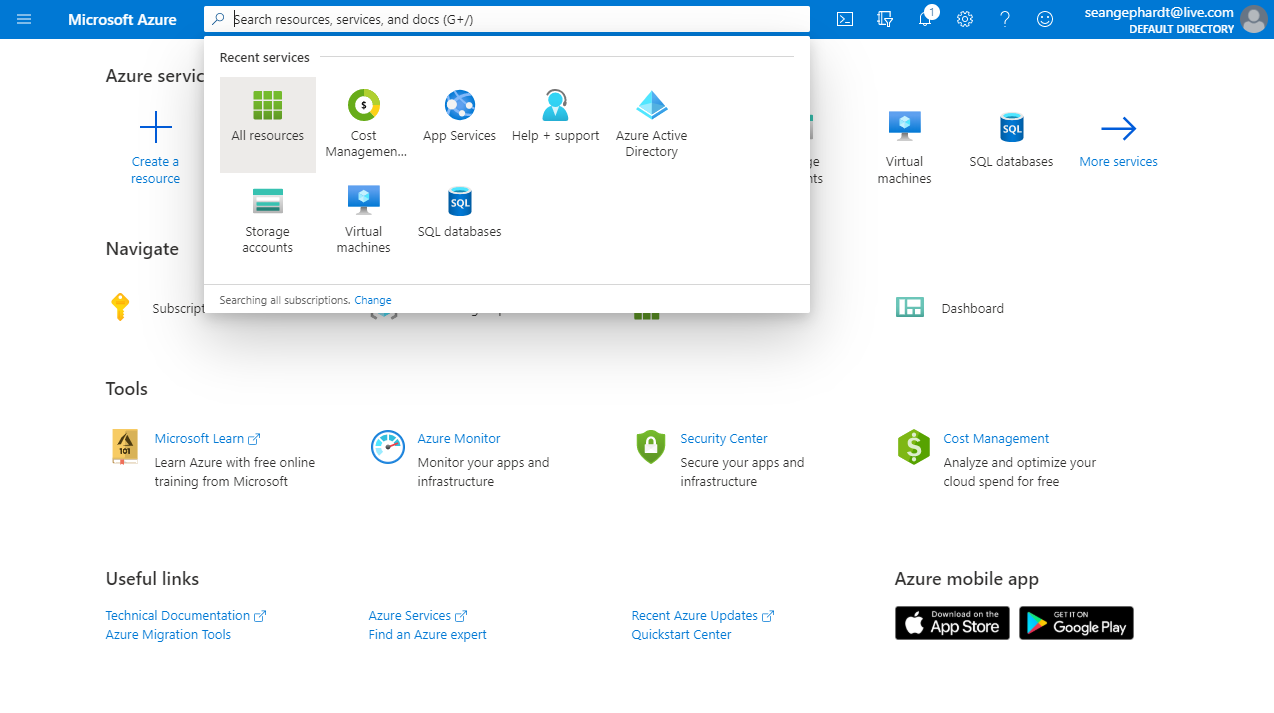 Microsoft Azure
Search resources, services, and docs (G+/)
1
seangephardt@live.com
DEFAULT DIRECTORY
Recent services
All resources
Cost
Managemen...
App Services
Help + support
Azure Active
Directory
Storage
accounts
Virtual
machines
SQL databases
Searching all subscriptions. Change
Azure
Create a
resource
Virtual
machines
SQL databases
More services
Navigate
Dashboard
Tools
101
Microsoft Learn
Learn Azure with free online
training from Microsoft
Azure Monitor
Monitor your apps and
infrastructure
Security Center
Secure your apps and
infrastructure
Cost Management
Analyze and optimize your
cloud spend for free
Useful links
Technical Documentation
Azure Migration Tools
Azure Services
Find an Azure expert
Recent Azure Updates
Quickstart Center
Azure mobile app
Download on the
App Store
GET IT ON
Google Play